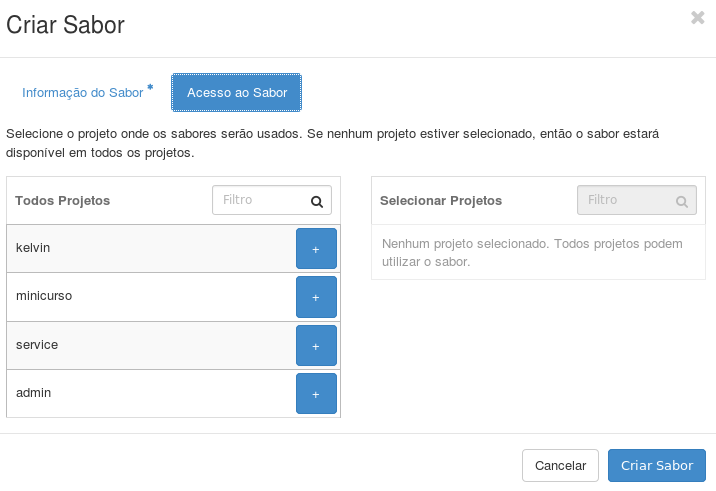 Criar Sabor ✖
Informação do Sabor * Acesso ao Sabor
Selecione o projeto onde os sabores serão usados. Se nenhum projeto estiver selecionado, então o sabor estará
disponível em todos os projetos.
Todos Projetos Filtro
kelvin +
minicurso +
service +
admin +
Selecionar Projetos Filtro
Nenhum projeto selecionado. Todos projetos podem
utilizar o sabor.
Cancelar Criar Sabor